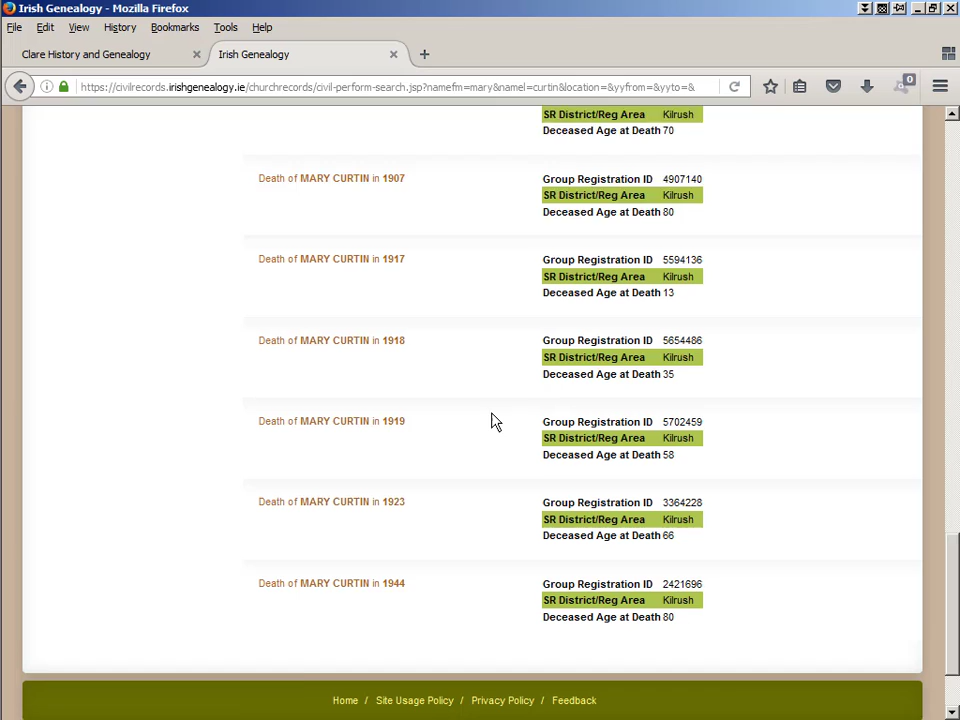 Irish Genealogy - Mozilla Firefox
File Edit View History Bookmarks Tools Help
Clare History and Genealogy Irish Genealogy
https://civilrecords.irishgenealogy.ie/churchrecords/civil-perform-search.jsp?namefm=mary&namel=curtin&location=&yyfrom=&yyto=&
0
SR District/Reg Area Kilrush
Deceased Age at Death 70
Death of MARY CURTIN in 1907 Group Registration ID 4907140
SR District/Reg Area Kilrush
Deceased Age at Death 80
Death of MARY CURTIN in 1917 Group Registration ID 5594136
SR District/Reg Area Kilrush
Deceased Age at Death 13
Death of MARY CURTIN in 1918 Group Registration ID 5654486
SR District/Reg Area Kilrush
Deceased Age at Death 35
Death of MARY CURTIN in 1919 Group Registration ID 5702459
SR District/Reg Area Kilrush
Deceased Age at Death 58
Death of MARY CURTIN in 1923 Group Registration ID 3364228
SR District/Reg Area Kilrush
Deceased Age at Death 66
Death of MARY CURTIN in 1944 Group Registration ID 2421696
SR District/Reg Area Kilrush
Deceased Age at Death 80
Home / Site Usage Policy / Privacy Policy / Feedback